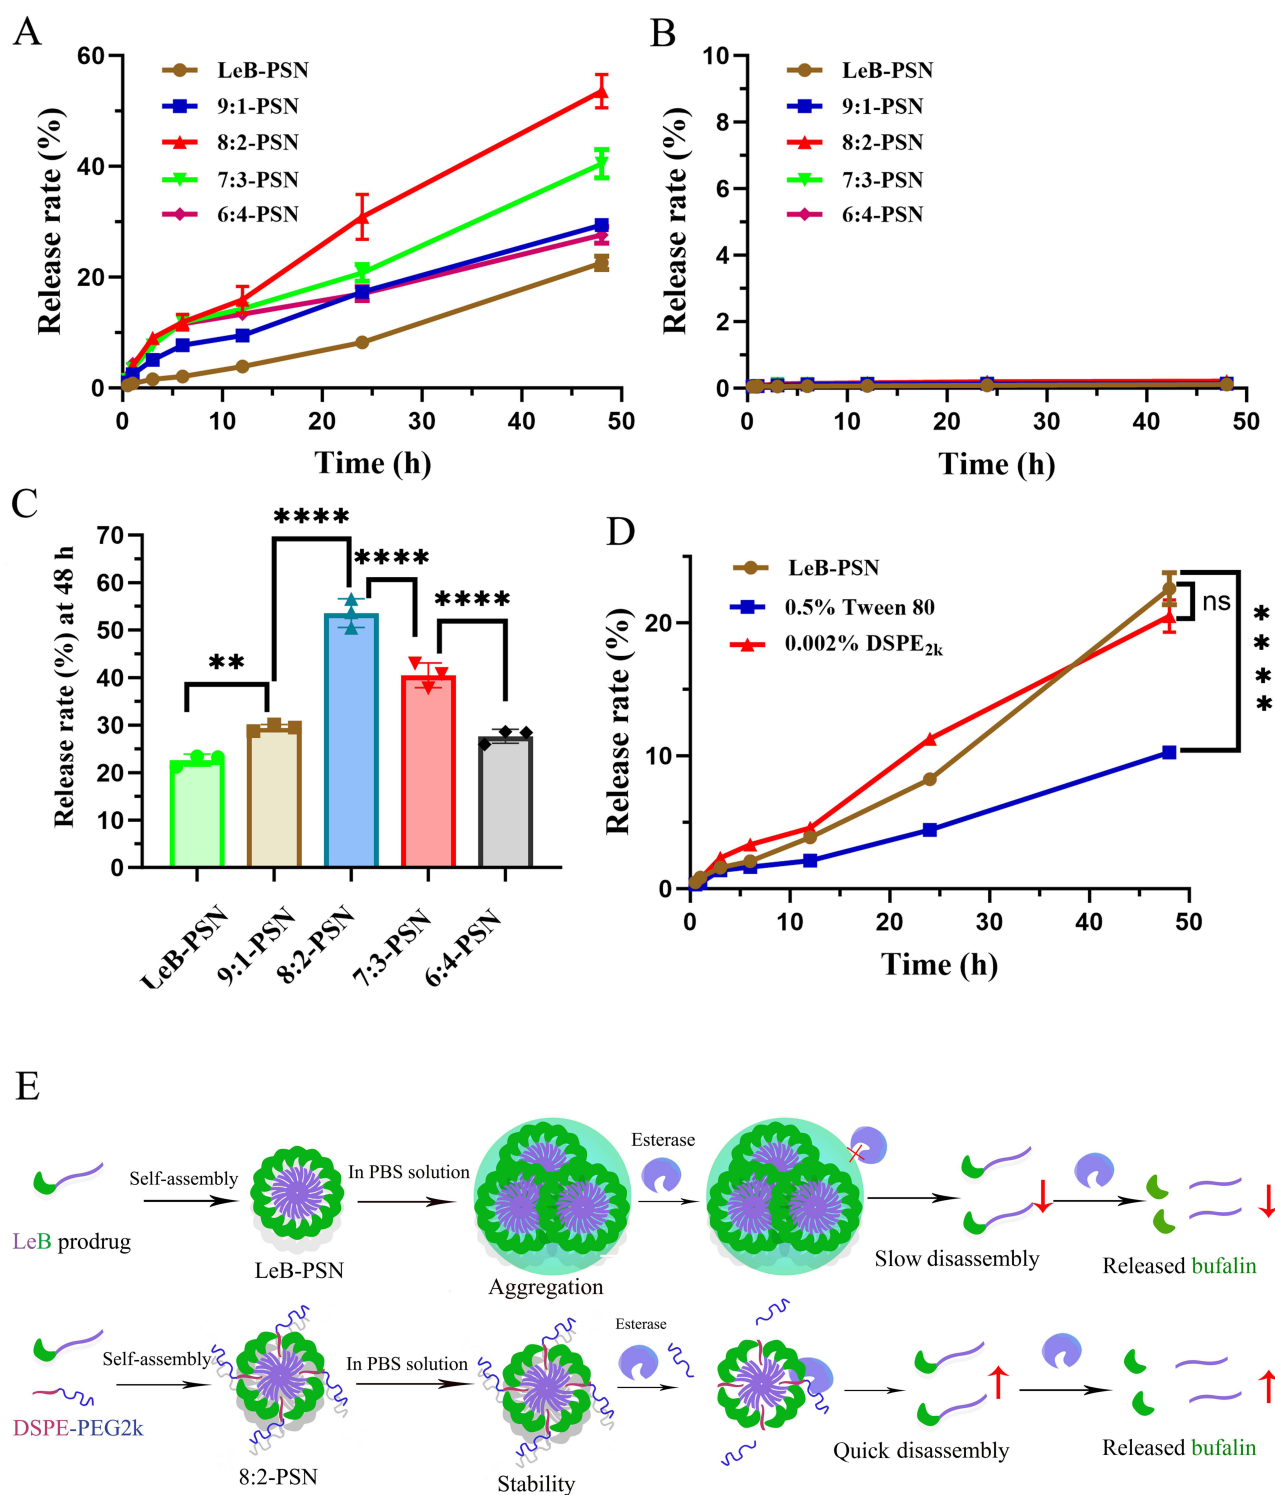 A
60
40
20
0
Release rate (%)
LeB-PSN
9:1-PSN
8:2-PSN
7:3-PSN
6:4-PSN
0 10 20 30 40 50
Time (h)
B
10
8
6
4
2
0
Release rate (%)
LeB-PSN
9:1-PSN
8:2-PSN
7:3-PSN
6:4-PSN
0 10 20 30 40 50
Time (h)
C
70
60
50
40
30
20
10
0
Release rate (%) at 48 h
**
****
****
****
LeB-PSN
9:1-PSN
8:2-PSN
7:3-PSN
6:4-PSN
D
20
10
0
Release rate (%)
LeB-PSN
0.5% Tween 80
0.002% DSPE2k
ns
****
0 10 20 30 40 50
Time (h)
E
LeB prodrug
Self-assembly
LeB-PSN
In PBS solution
Aggregation
Esterase
Slow disassembly
Released bufalin
DSPE-PEG2k
Self-assembly
8:2-PSN
In PBS solution
Stability
Esterase
Quick disassembly
Released bufalin